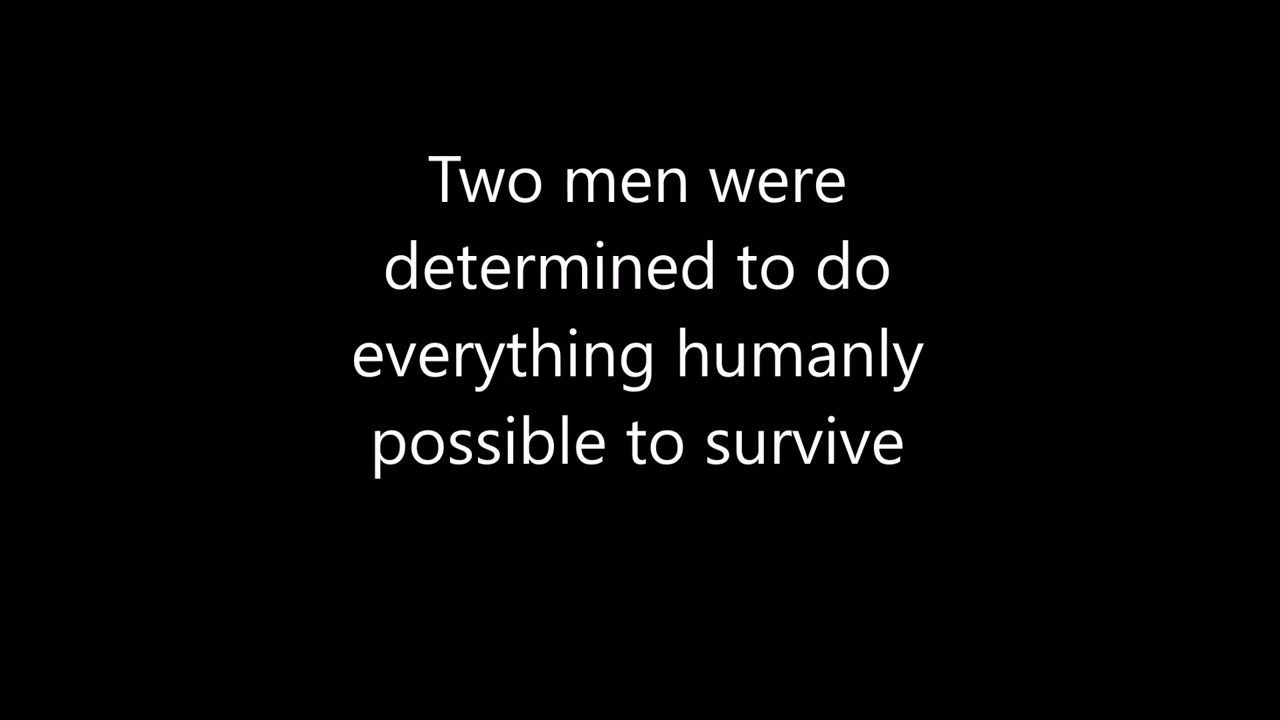 Two men were
determined to do
everything humanly
possible to survive